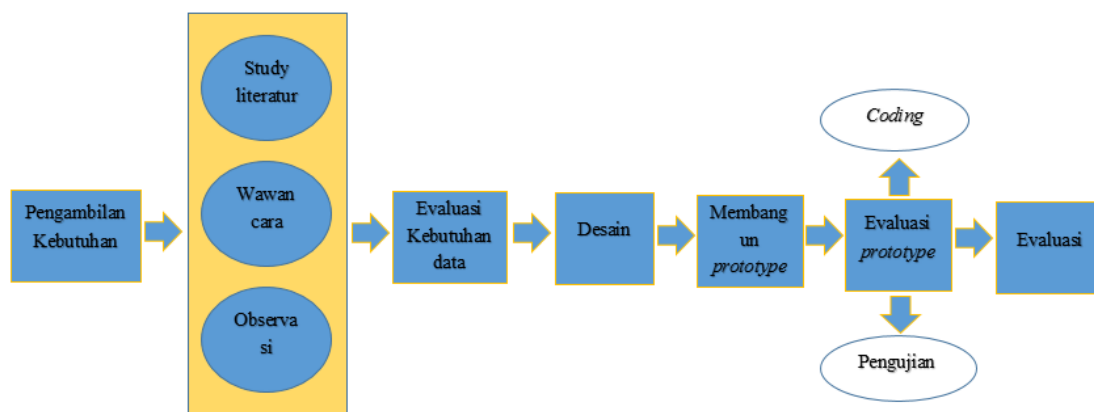 Pengambilan
Kebutuhan
Study
literatur
Wawan
cara
Observa
si
Evaluasi
Kebutuhan
data
Desain
Membang
un
prototype
Coding
Evaluasi
prototype
Pengujian
Evaluasi